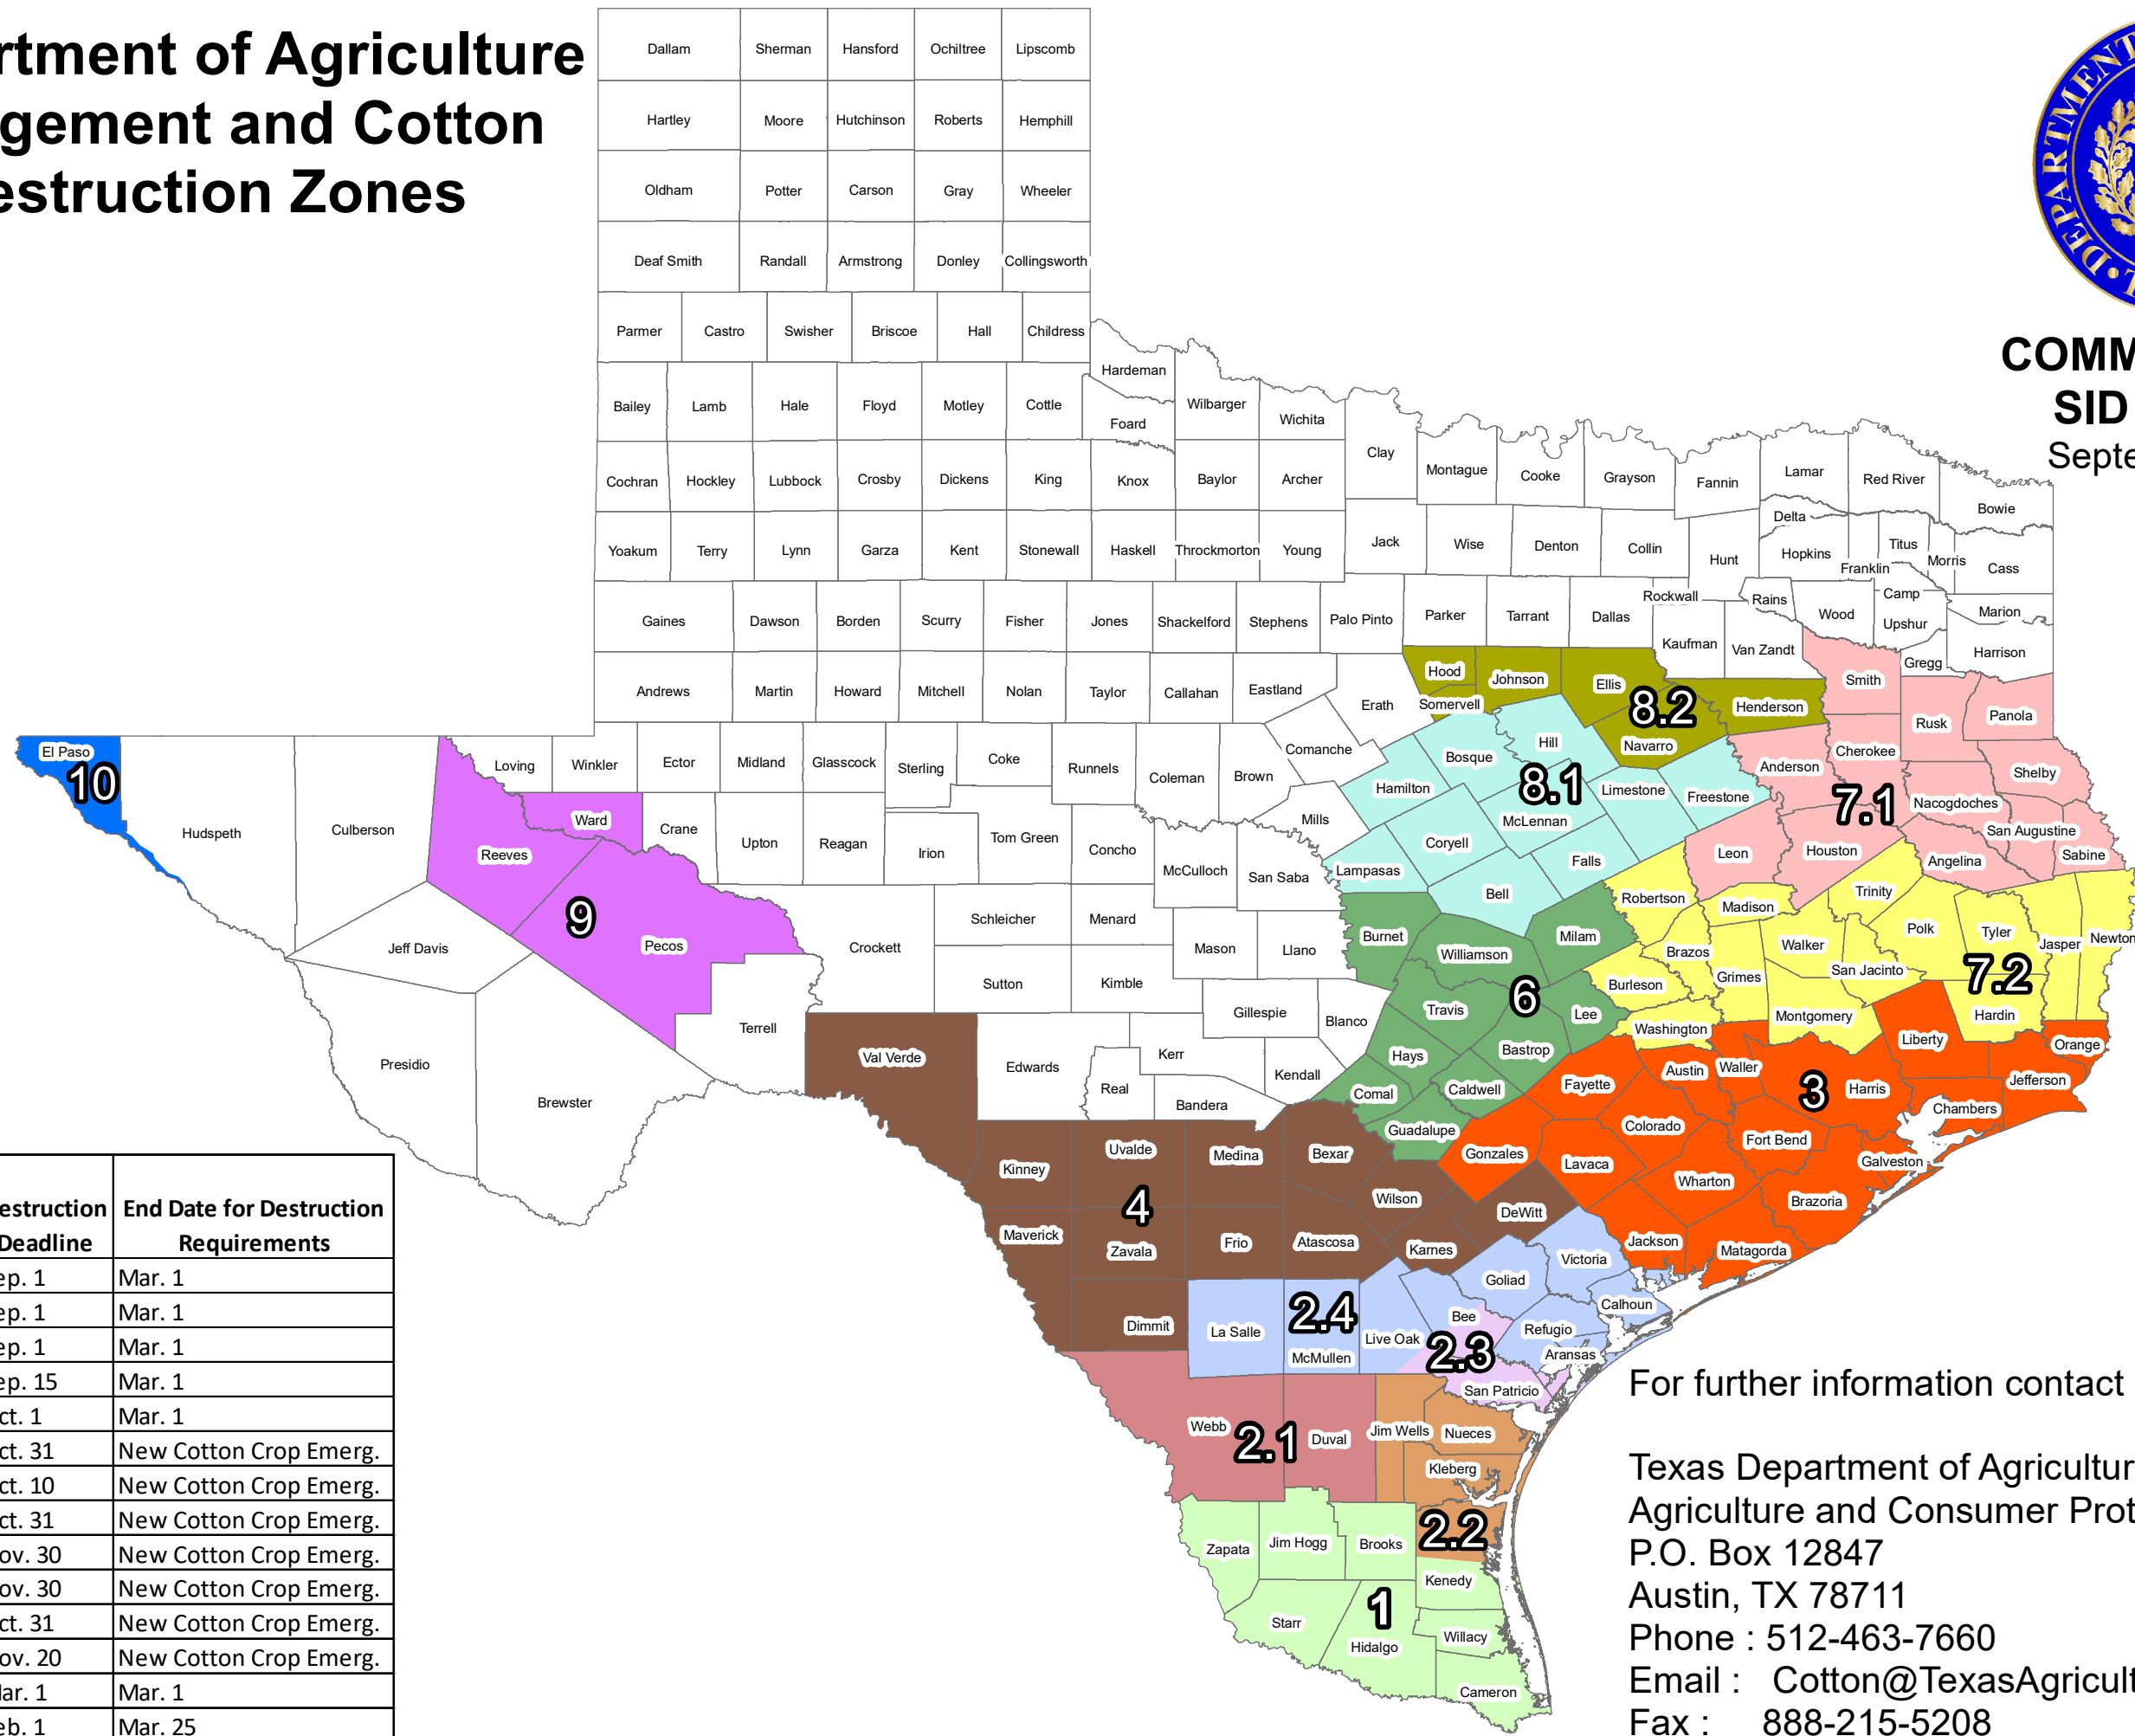 rtment of Agriculture
gement and Cotton
estruction Zones
DEPARTMENT
COMM
SID
Septe
Dallam Sherman Hansford Ochiltree Lipscomb
Hartley Moore Hutchinson Roberts Hemphill
Oldham Potter Carson Gray Wheeler
Deaf Smith Randall Armstrong Donley Collingsworth
Parmer Castro Swisher Briscoe Hall Childress
Hardeman
Bailey Lamb Hale Floyd Motley Cottle Foard Wilbarger Wichita
Clay Montague Cooke Grayson Fannin Lamar Red River Bowie
Cochran Hockley Lubbock Crosby Dickens King Knox Baylor Archer
Delta
Yoakum Terry Lynn Garza Kent Stonewall Haskell Throckmorton Young Jack Wise Denton Collin Hunt Hopkins Franklin Titus Morris Cass
Gaines Dawson Borden Scurry Fisher Jones Shackelford Stephens Palo Pinto Parker Tarrant Dallas Rockwall Rains Wood Camp Upshur Marion
Kaufman Van Zandt Gregg Harrison
Andrews Martin Howard Mitchell Nolan Taylor Callahan Eastland Erath Hood Somervell Johnson Ellis 8.2 Navarro Henderson Smith Rusk Panola
El Paso 10 Hudspeth Culberson Loving Winkler Ector Midland Glasscock Sterling Coke Runnels Coleman Brown Comanche Hamilton Bosque Hill 8.1 Limestone Freestone Anderson Cherokee 7.1 Nacogdoches Shelby
Reeves Ward Crane Upton Reagan Irion Tom Green Concho McCulloch San Saba Mills Lampasas Coryell McLennan Falls Bell Leon Houston Angelina San Augustine Sabine
9 Pecos Jeff Davis Crockett Schleicher Menard Mason Llano Burnet Williamson Milam Robertson Madison Trinity Polk Tyler Jasper Newton
Sutton Kimble Travis 6 Lee Burleson Brazos Grimes Walker San Jacinto 7.2
Presidio Brewster Terrell Val Verde Edwards Real Kerr Bandera Gillespie Blanco Kendall Hays Bastrop Caldwell Comal Guadalupe Washington Montgomery Hardin
Fayette Austin Waller 3 Harris Liberty Orange Jefferson Chambers
Kinney Uvalde Medina Bexar Wilson Gonzales Lavaca Colorado Wharton Fort Bend Galveston Brazoria
4
Maverick Zavala Frio Atascosa Karnes DeWitt Jackson Matagorda
Dimmit La Salle 2.4 McMullen Live Oak Bee 2.3 Goliad Victoria Calhoun Refugio Aransas San Patricio
Webb 2.1 Duval Jim Wells Nueces Kleberg
2.2
Zapata Jim Hogg Brooks Kenedy
Starr 1 Hidalgo Willacy
Cameron
estruction End Date for Destruction
Deadline Requirements
ep. 1 Mar. 1
ep. 1 Mar. 1
ep. 1 Mar. 1
ep. 15 Mar. 1
ct. 1 Mar. 1
ct. 31 New Cotton Crop Emerg.
ct. 10 New Cotton Crop Emerg.
ct. 31 New Cotton Crop Emerg.
ov. 30 New Cotton Crop Emerg.
ov. 30 New Cotton Crop Emerg.
ct. 31 New Cotton Crop Emerg.
ov. 20 New Cotton Crop Emerg.
ar. 1 Mar. 1
eb. 1 Mar. 25
For further information contact
Texas Department of Agricultur
Agriculture and Consumer Prot
P.O. Box 12847
Austin, TX 78711
Phone : 512-463-7660
Email : Cotton@TexasAgricult
Fax : 888-215-5208